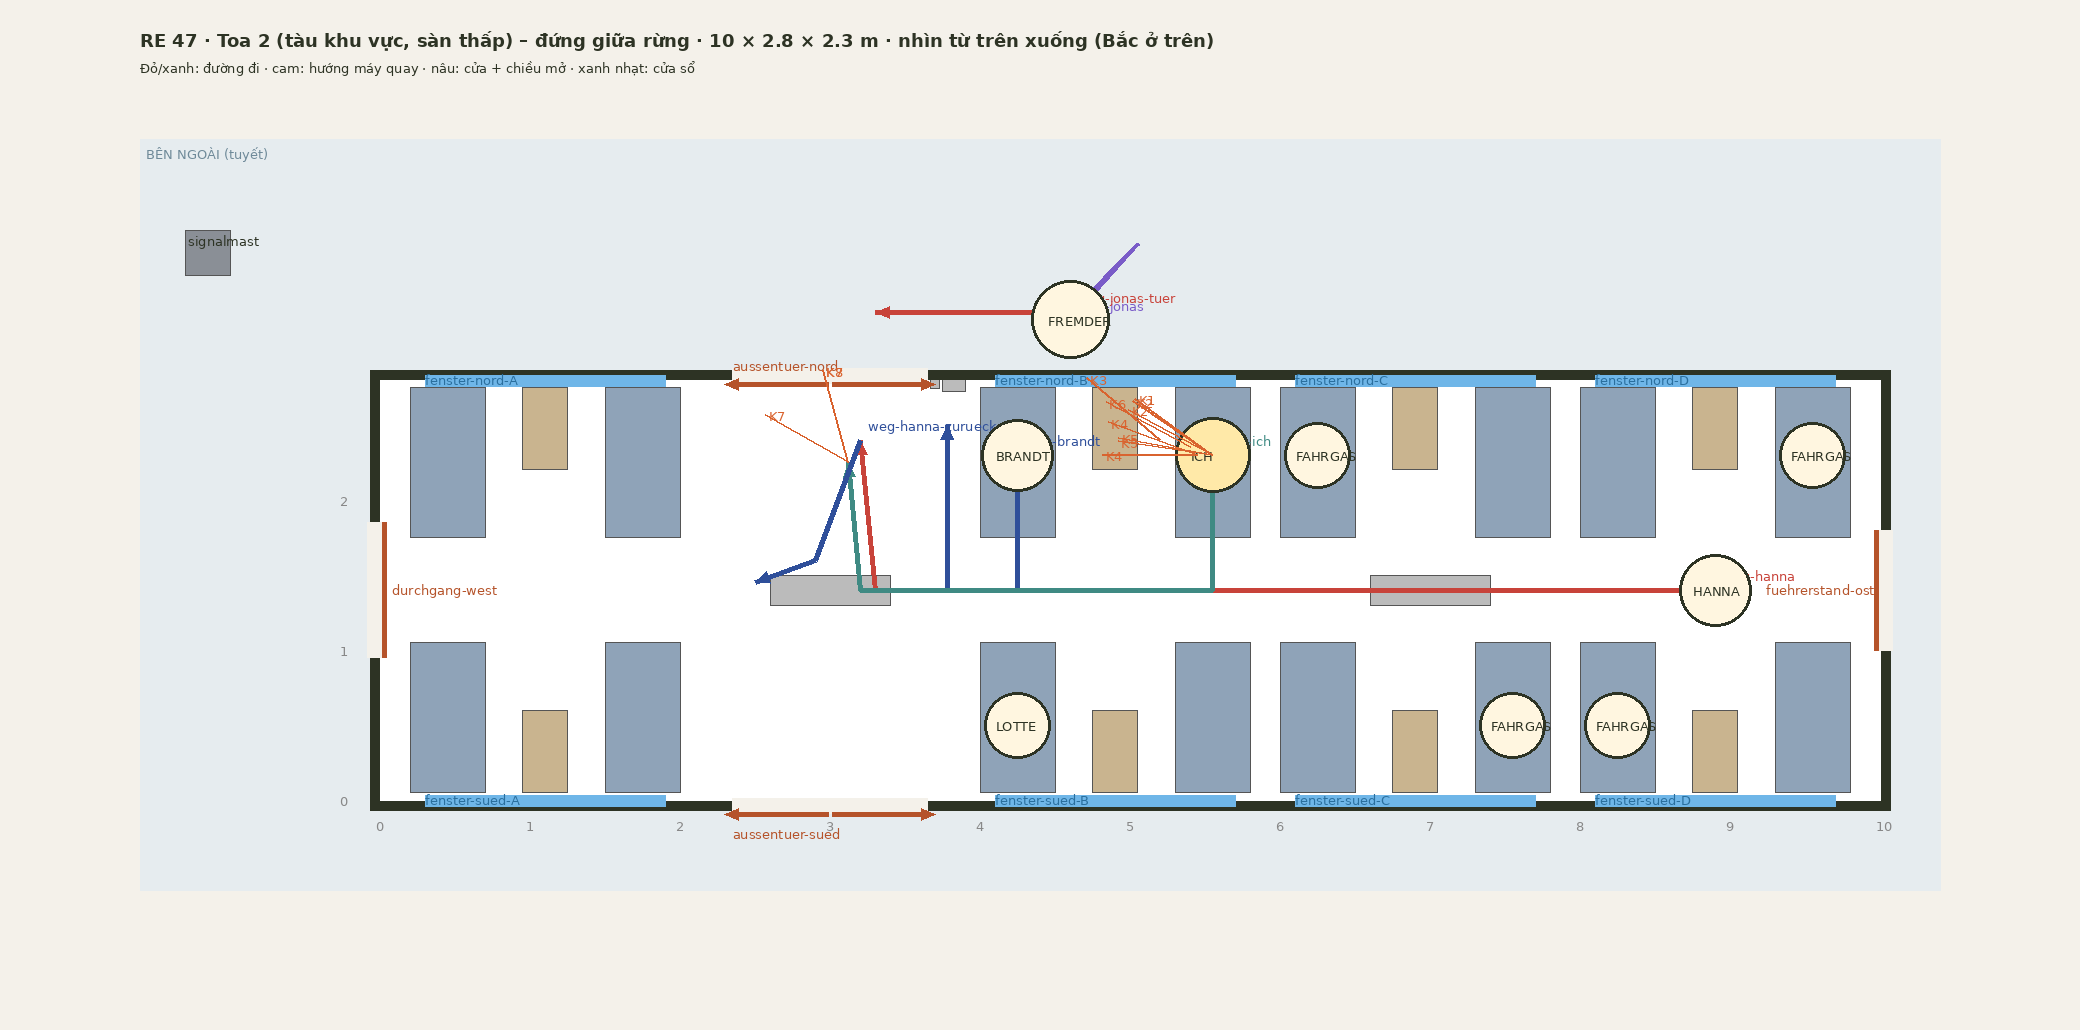 RE 47 · Toa 2 (tàu khu vực, sàn thấp) – đứng giữa rừng · 10 × 2.8 × 2.3 m · nhìn từ trên xuống (Bắc ở trên)
Đỏ/xanh: đường đi · cam: hướng máy quay · nâu: cửa + chiều mở · xanh nhạt: cửa sổ
BÊN NGOÀI (tuyết)
signalmast
-jonas-tuer
jonas
FREMDER
aussentuer-nord
K8
fenster-nord-A
fenster-nord-B
K3
fenster-nord-C
fenster-nord-D
K6
K1
K2
K7
K4
weg-hanna-zurueck
-brandt
K5
ich
BRANDT
K4
ICH
FAHRGAS
FAHRGAS
2
-hanna
durchgang-west
HANNA
fuehrerstand-ost
1
LOTTE
FAHRGAS
FAHRGAS
0
fenster-sued-A
fenster-sued-B
fenster-sued-C
fenster-sued-D
0 1 2 3 4 5 6 7 8 9 10
aussentuer-sued